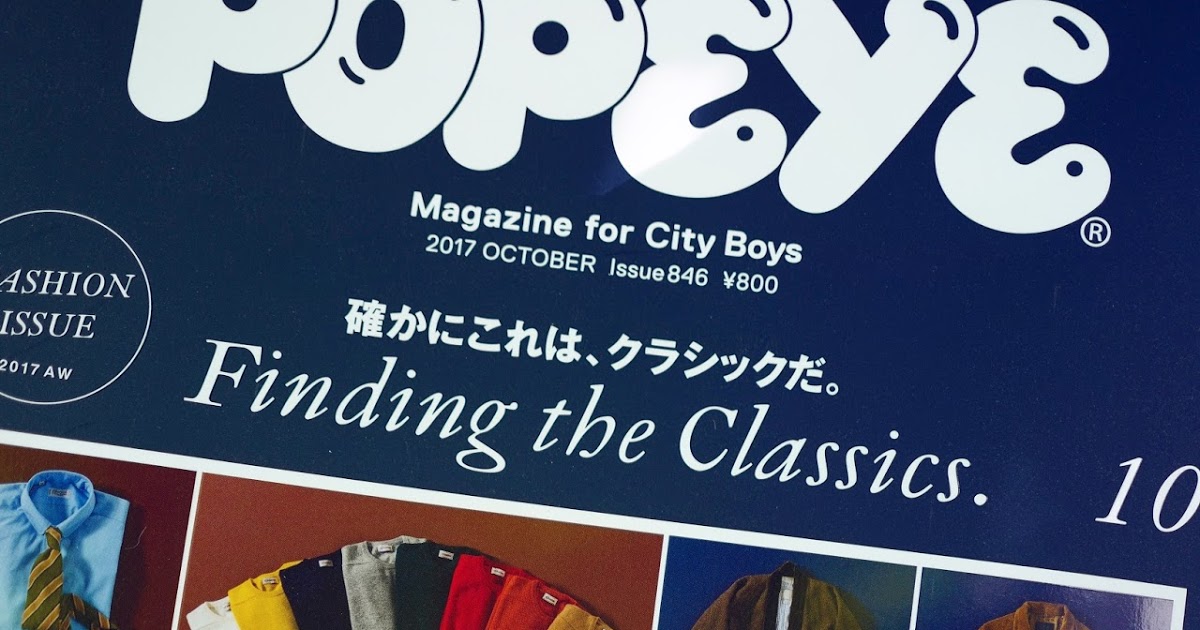 POPEYE®
Magazine for City Boys
2017 OCTOBER Issue 846 ¥800
ASHION
ISSUE
2017 AW
確かにこれは、クラシックだ。
Finding the Classics.
10